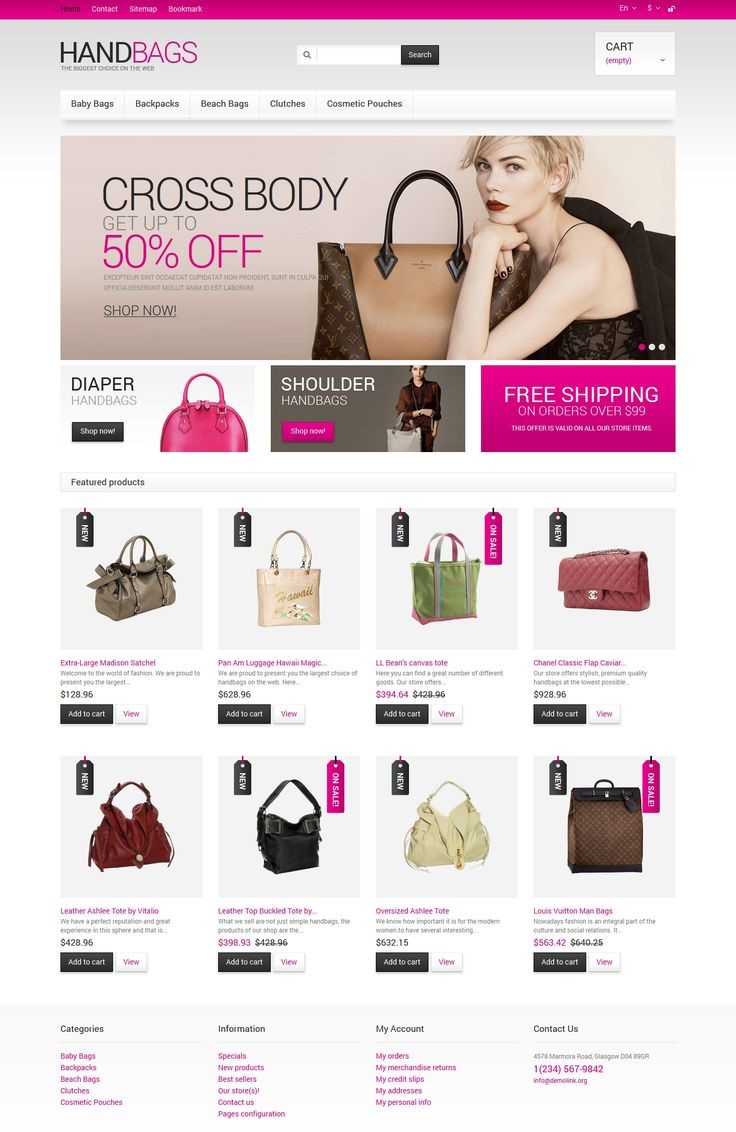 Home Contact Sitemap Bookmark En $
HANDBAGS
THE BIGGEST CHOICE ON THE WEB
Search
CART
(empty)
Baby Bags Backpacks Beach Bags Clutches Cosmetic Pouches
CROSS BODY
GET UP TO
50% OFF
EXCEPTEUR SINT OCCAECAT CUPIDATAT NON PROIDENT, SUNT IN CULPA QUI
OFFICIA DESERUNT MOLLIT ANIM ID EST LABORUM.
SHOP NOW!
LOUIS VUITTON
DIAPER
HANDBAGS
Shop now!
SHOULDER
HANDBAGS
Shop now!
FREE SHIPPING
ON ORDERS OVER $99
THIS OFFER IS VALID ON ALL OUR STORE ITEMS.
Featured products
NEW
Extra-Large Madison Satchel
Welcome to the world of fashion. We are proud to
present you the largest...
$128.96
Add to cart View
NEW
Hawaii
Pan Am Luggage Hawaii Magic...
We are proud to present you the largest choice of
handbags on the web. Here...
$628.96
Add to cart View
NEW
ON SALE!
LL Bean's canvas tote
Here you can find a great number of different
goods. Our store offers...
$394.64 $428.96
Add to cart View
NEW
Chanel Classic Flap Caviar...
Our store offers stylish, premium quality
handbags at the lowest possible...
$928.96
Add to cart View
NEW
Leather Ashlee Tote by Vitalio
We have a perfect reputation and great
experience in this sphere and that is...
$428.96
Add to cart View
NEW
ON SALE!
Leather Top Buckled Tote by...
What we sell are not just simple handbags, the
products of our shop are the...
$398.93 $428.96
Add to cart View
NEW
Oversized Ashlee Tote
We know how important it is for the modern
women to have several interesting...
$632.15
Add to cart View
NEW
ON SALE!
Louis Vuitton Man Bags
Nowadays fashion is an integral part of the
culture and social relations. It...
$563.42 $640.25
Add to cart View
Categories
Baby Bags
Backpacks
Beach Bags
Clutches
Cosmetic Pouches
Information
Specials
New products
Best sellers
Our store(s)!
Contact us
Pages configuration
My Account
My orders
My merchandise returns
My credit slips
My addresses
My personal info
Contact Us
4578 Marmora Road, Glasgow D04 89GR
1(234) 567-9842
info@demolink.org